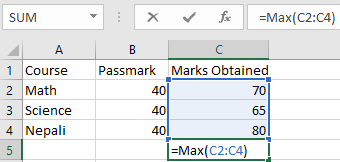 SUM =Max(C2:C4)
A B C
1 Course Passmark Marks Obtained
2 Math 40 70
3 Science 40 65
4 Nepali 40 80
5 =Max(C2:C4)